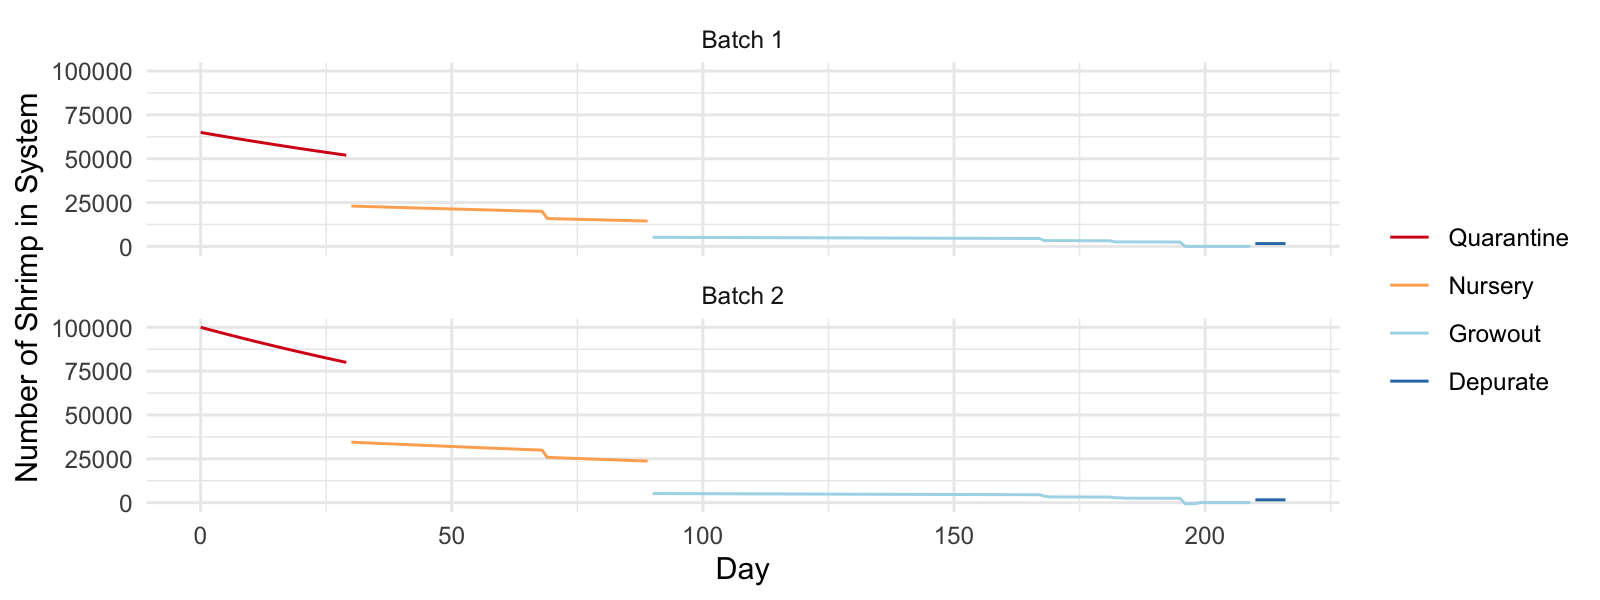 Batch 1
100000
75000
50000
25000
0
Number of Shrimp in System
Batch 2
100000
75000
50000
25000
0
0 50 100 150 200
Day
Quarantine
Nursery
Growout
Depurate